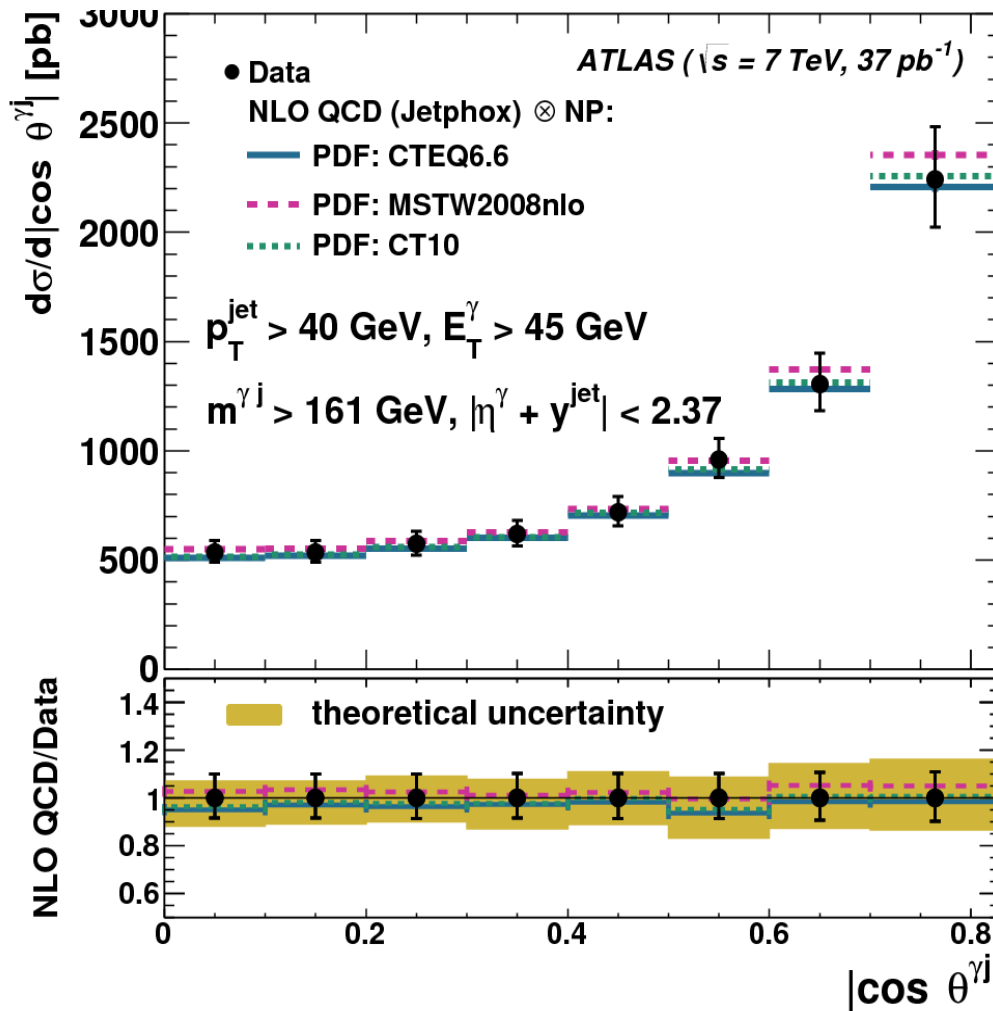 dσ/d|cos θ^γj| [pb]
3000
2500
2000
1500
1000
500
0
ATLAS (√s = 7 TeV, 37 pb⁻¹)
Data
NLO QCD (Jetphox) ⊗ NP:
PDF: CTEQ6.6
PDF: MSTW2008nlo
PDF: CT10
p_T^jet > 40 GeV, E_T^γ > 45 GeV
m^γj > 161 GeV, |η^γ + y^jet| < 2.37
NLO QCD/Data
1.4
1.2
1
0.8
0.6
theoretical uncertainty
0 0.2 0.4 0.6 0.8
|cos θ^γj